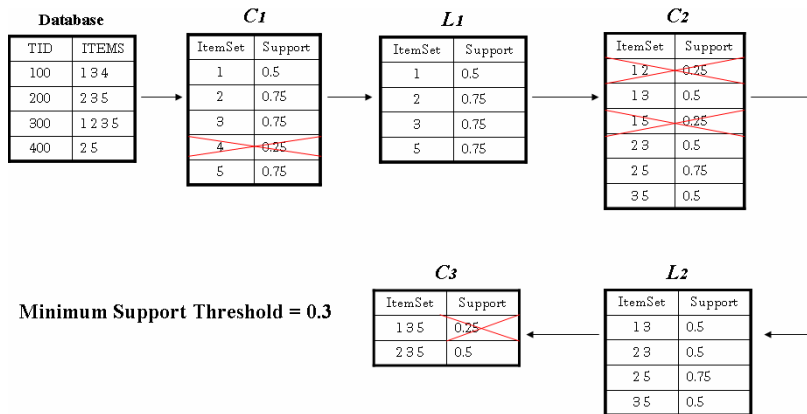 Database
TID ITEMS
100 1 3 4
200 2 3 5
300 1 2 3 5
400 2 5
C1
ItemSet Support
1 0.5
2 0.75
3 0.75
4 0.25
5 0.75
L1
ItemSet Support
1 0.5
2 0.75
3 0.75
5 0.75
C2
ItemSet Support
1 2 0.25
1 3 0.5
1 5 0.25
2 3 0.5
2 5 0.75
3 5 0.5
Minimum Support Threshold = 0.3
C3
ItemSet Support
1 3 5 0.25
2 3 5 0.5
L2
ItemSet Support
1 3 0.5
2 3 0.5
2 5 0.75
3 5 0.5